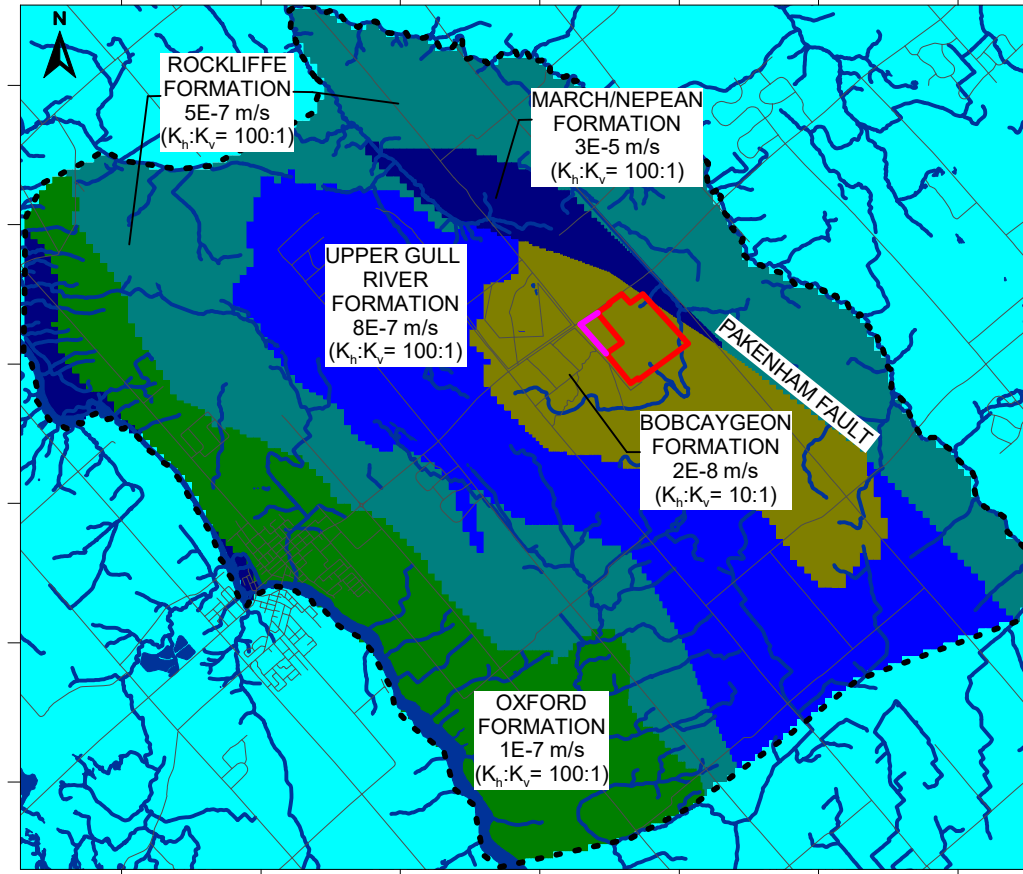 N
ROCKLIFFE
FORMATION
5E-7 m/s
(Kh:Kv= 100:1)
MARCH/NEPEAN
FORMATION
3E-5 m/s
(Kh:Kv= 100:1)
UPPER GULL
RIVER
FORMATION
8E-7 m/s
(Kh:Kv= 100:1)
PAKENHAM FAULT
BOBCAYGEON
FORMATION
2E-8 m/s
(Kh:Kv= 10:1)
OXFORD
FORMATION
1E-7 m/s
(Kh:Kv= 100:1)